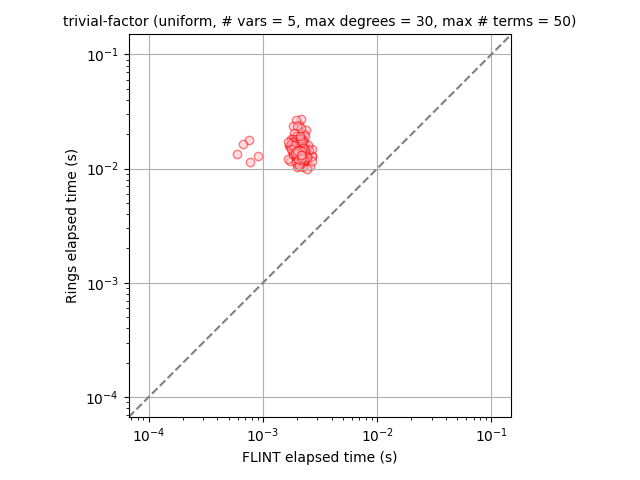 trivial-factor (uniform, # vars = 5, max degrees = 30, max # terms = 50)
Rings elapsed time (s)
10⁻¹
10⁻²
10⁻³
10⁻⁴
10⁻⁴ 10⁻³ 10⁻² 10⁻¹
FLINT elapsed time (s)